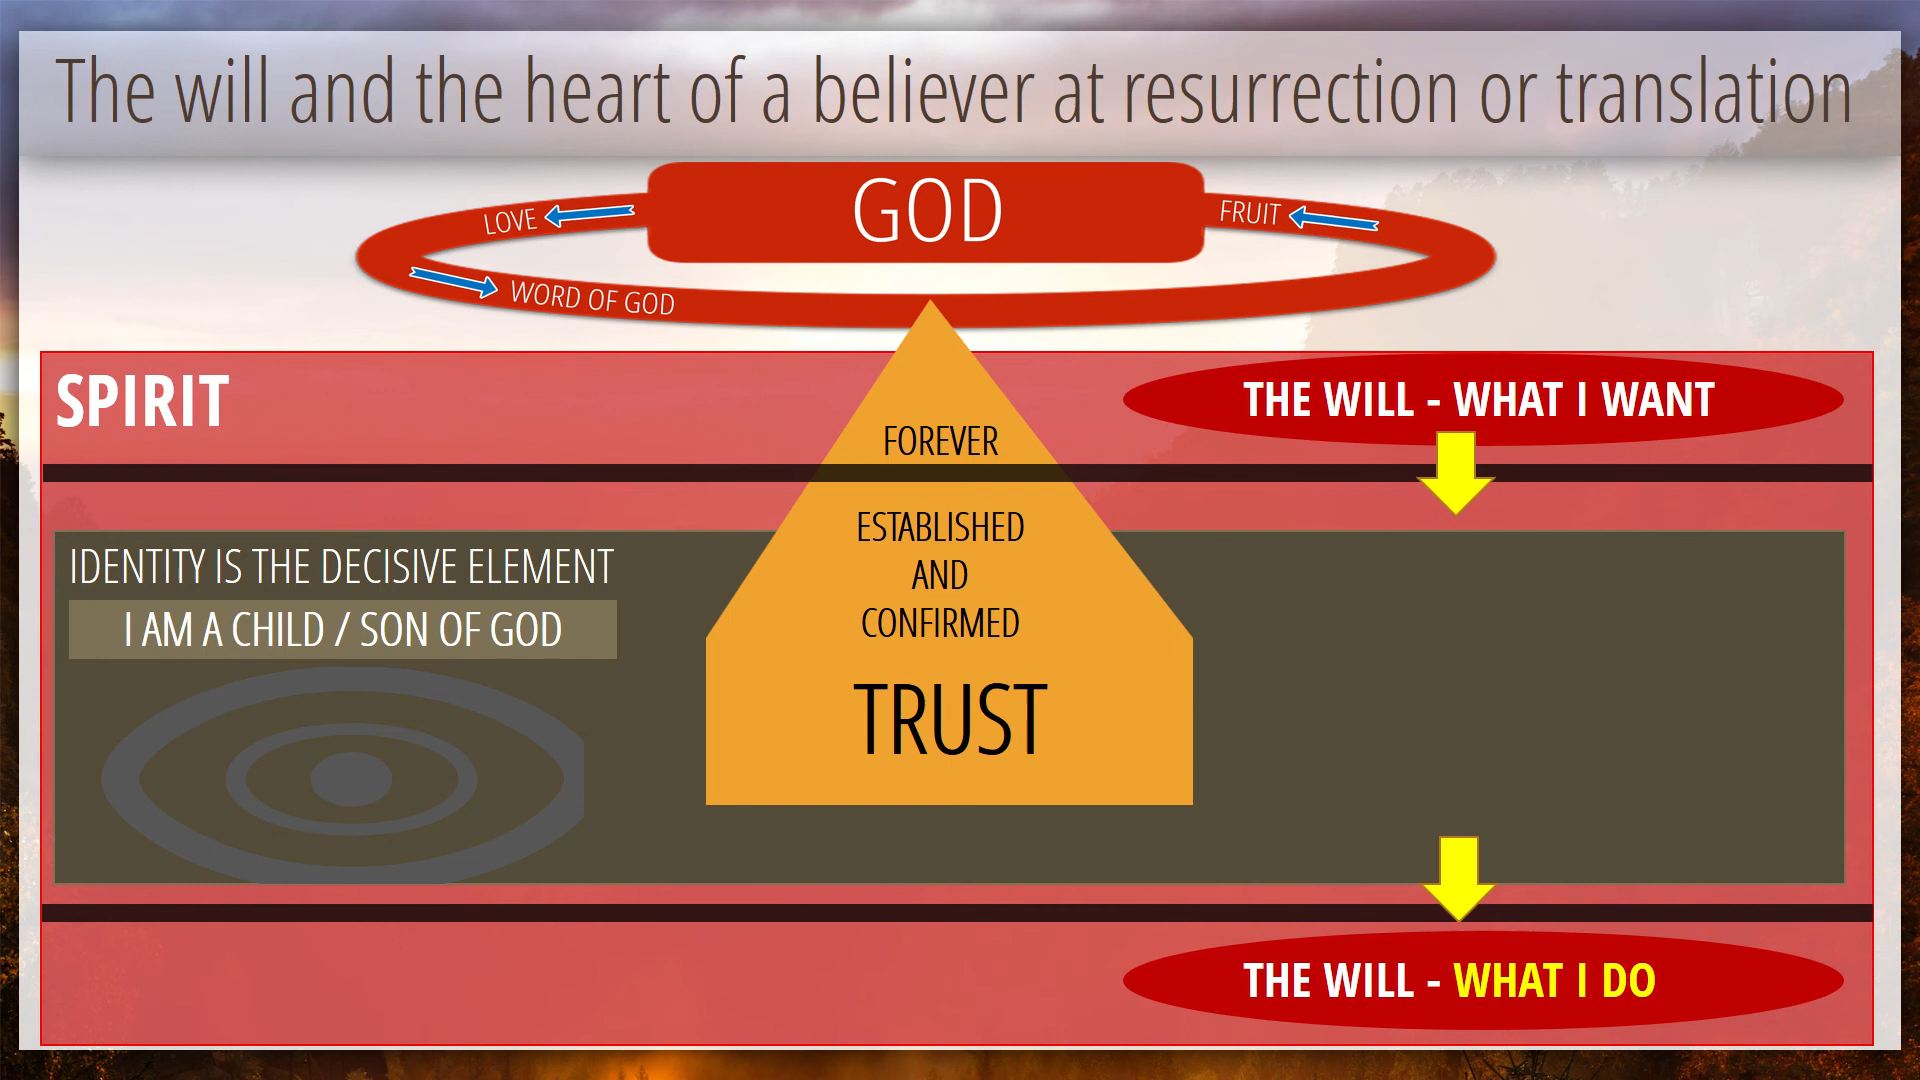 The will and the heart of a believer at resurrection or translation
GOD
LOVE
FRUIT
WORD OF GOD
SPIRIT
THE WILL - WHAT I WANT
FOREVER
ESTABLISHED
AND
CONFIRMED
TRUST
IDENTITY IS THE DECISIVE ELEMENT
I AM A CHILD / SON OF GOD
THE WILL - WHAT I DO